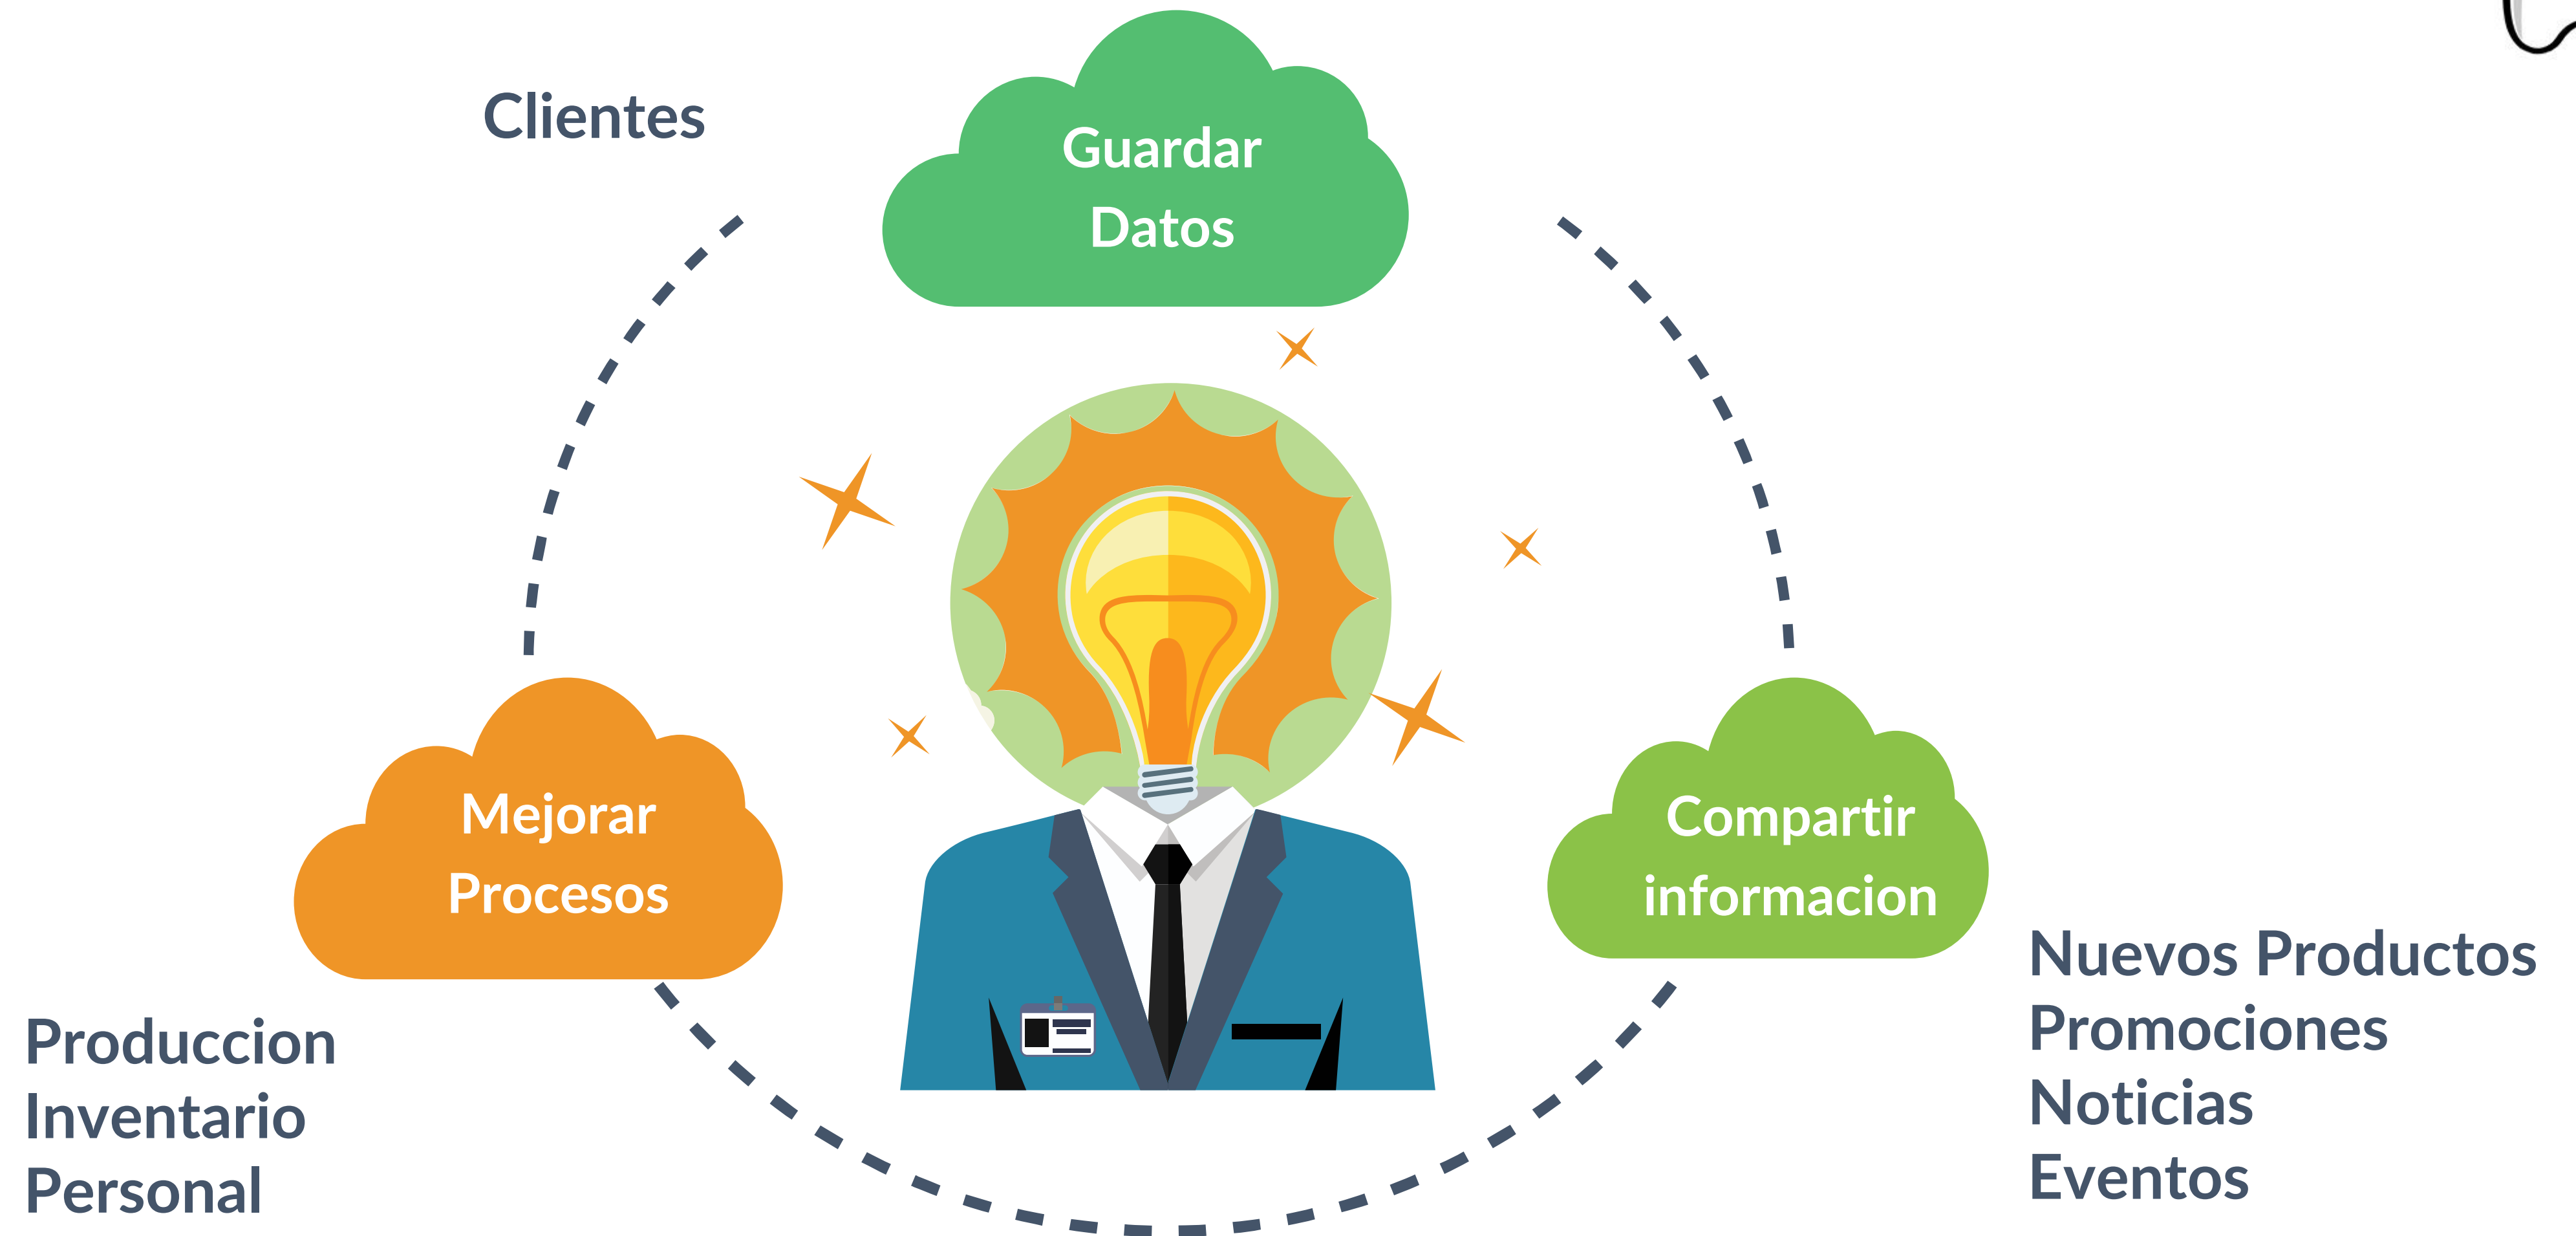 Clientes
Guardar
Datos
Mejorar
Procesos
Compartir
informacion
Produccion
Inventario
Personal
Nuevos Productos
Promociones
Noticias
Eventos